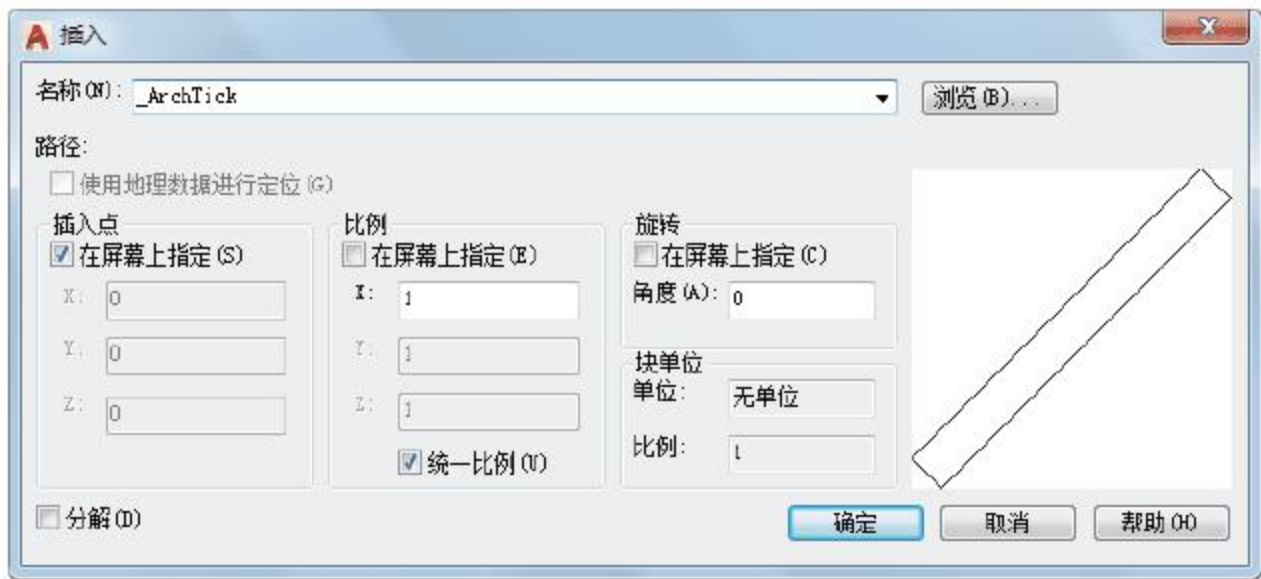 插入
名称(N): _ArchTick 浏览(B)...
路径:
使用地理数据进行定位(G)
插入点
在屏幕上指定(S)
X: 0
Y: 0
Z: 0
比例
在屏幕上指定(E)
X: 1
Y: 1
Z: 1
统一比例(U)
旋转
在屏幕上指定(C)
角度(A): 0
块单位
单位: 无单位
比例: 1
分解(D)
确定 取消 帮助(H)